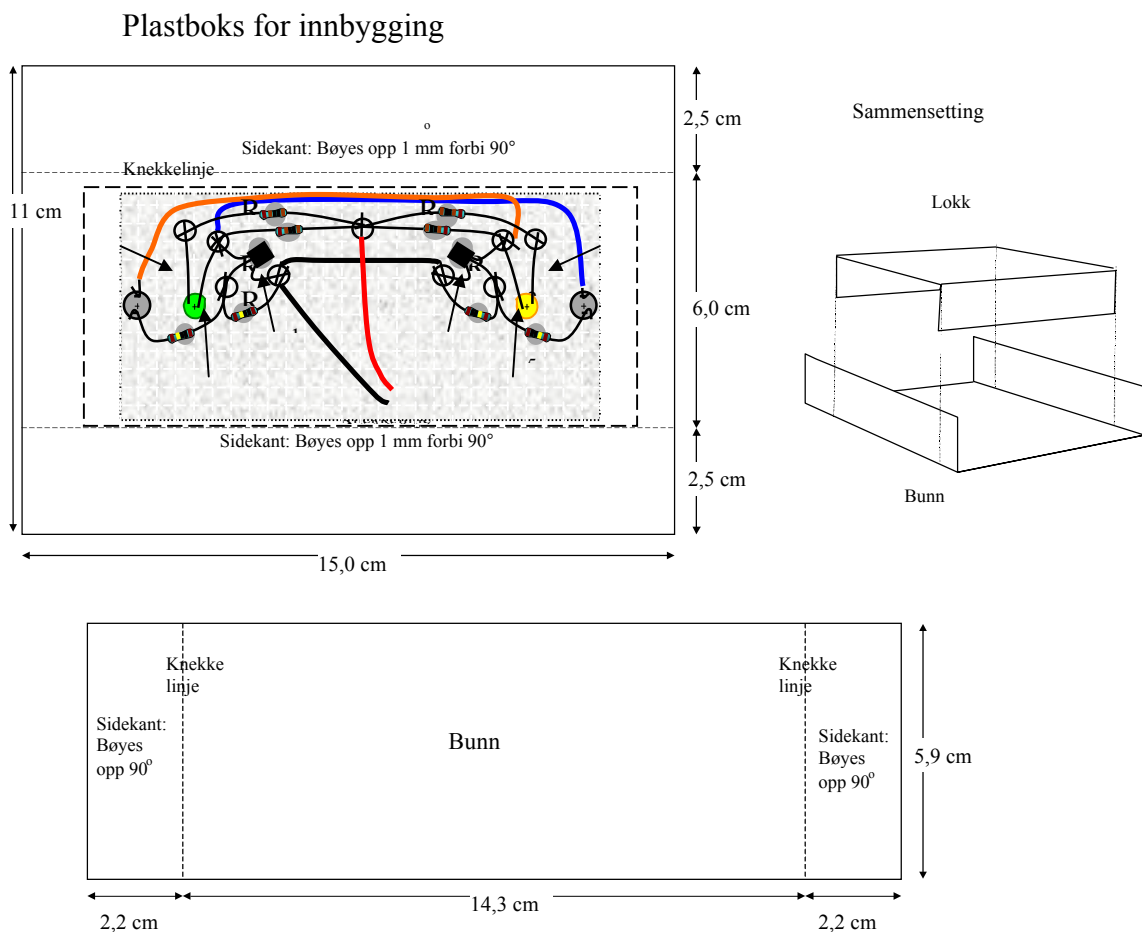 Plastboks for innbygging
2,5 cm
Sammensetting
o
Sidekant: Bøyes opp 1 mm forbi 90°
Knekkelinje
11 cm
Lokk
R
R
R
R
R
6,0 cm
Sidekant: Bøyes opp 1 mm forbi 90°
2,5 cm
Bunn
15,0 cm
Knekke
linje
Knekke
linje
Sidekant:
Bøyes
opp 90o
Bunn
Sidekant:
Bøyes
opp 90o
5,9 cm
2,2 cm
14,3 cm
2,2 cm